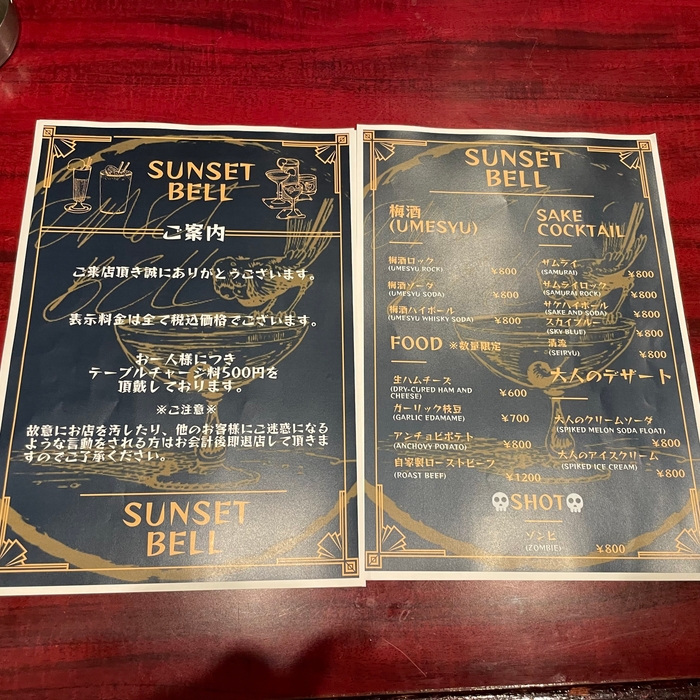 SUNSET
BELL
ご案内
ご来店頂き誠にありがとうございます。
表示料金は全て税込価格でございます。
お一人様につき
テーブルチャージ料500円を
頂戴しております。
※ご注意※
故意にお店を汚したり、他のお客様にご迷惑になる
ような言動をされる方はお会計後即退店して頂きま
すのでご了承ください。
SUNSET
BELL
SUNSET
BELL
梅酒
(UMESYU)
梅酒ロック
(UMESYU ROCK)
¥800
梅酒ソーダ
(UMESYU SODA)
¥800
梅酒ハイボール
(UMESYU WHISKY SODA)
¥800
FOOD ※数量限定
生ハムチーズ
(DRY-CURED HAM AND
CHEESE)
¥600
ガーリック枝豆
(GARLIC EDAMAME)
¥700
アンチョビポテト
(ANCHOVY POTATO)
¥800
自家製ローストビーフ
(ROAST BEEF)
¥1200
SAKE
COCKTAIL
サムライ
(SAMURAI)
¥800
サムライロック
(SAMURAI ROCK)
¥800
サケハイボール
(SAKE AND SODA)
¥800
スカイブルー
(SKY BLUE)
¥800
清流
(SEIRYU)
¥800
大人のデザート
大人のクリームソーダ
(SPIKED MELON SODA FLOAT)
¥800
大人のアイスクリーム
(SPIKED ICE CREAM)
¥800
SHOT
ゾンビ
(ZOMBIE)
¥800